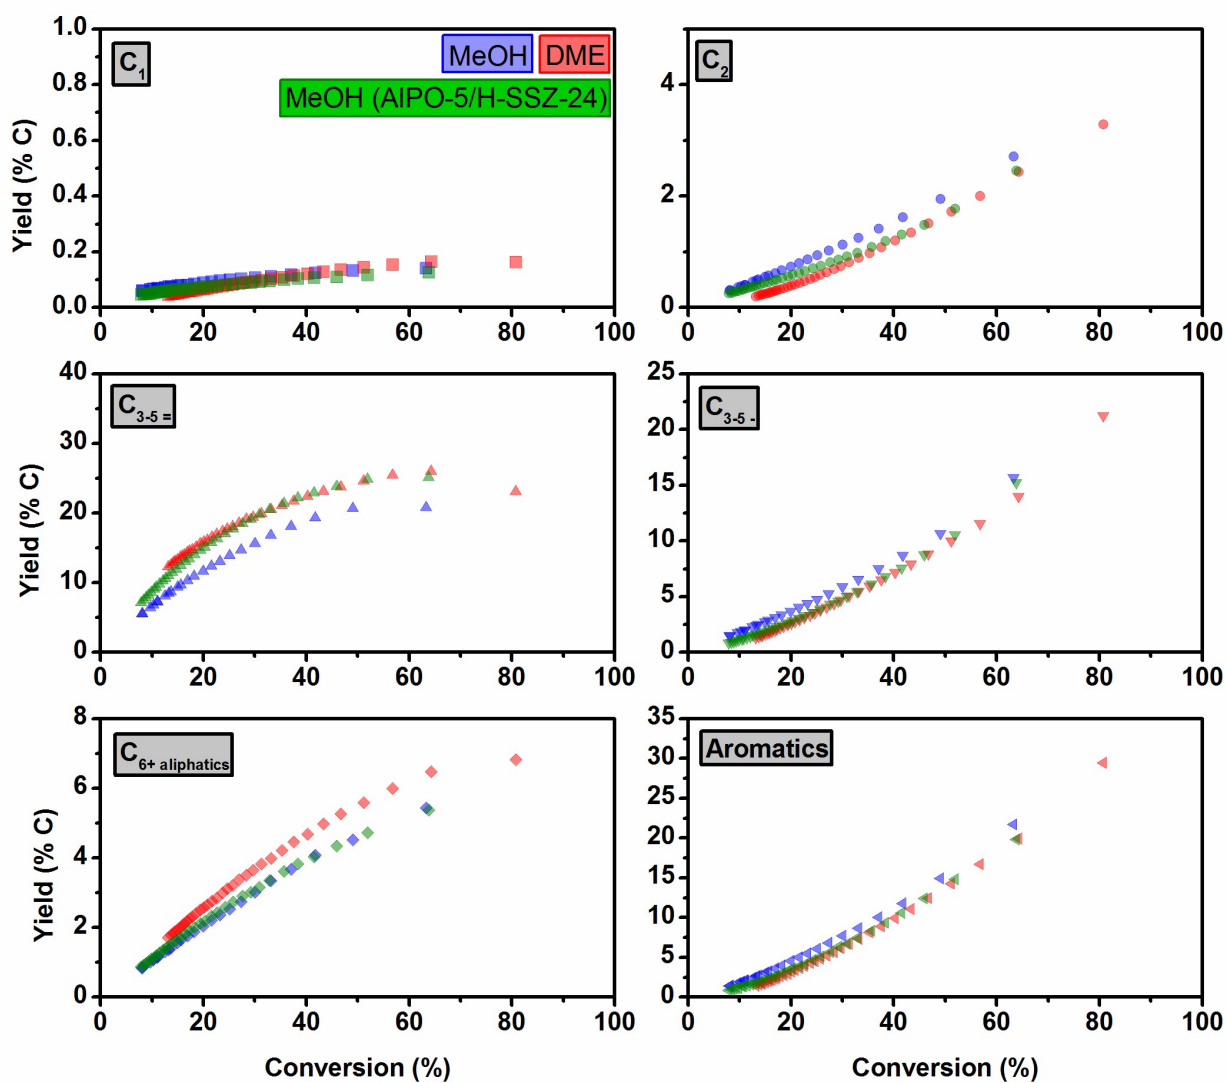 C1
MeOH DME
MeOH (AlPO-5/H-SSZ-24)
Yield (% C)
1.0
0.8
0.6
0.4
0.2
0.0
0 20 40 60 80 100
C2
4
2
0
0 20 40 60 80 100
C3-5 =
Yield (% C)
40
30
20
10
0
0 20 40 60 80 100
C3-5 -
25
20
15
10
5
0
0 20 40 60 80 100
C6+ aliphatics
Yield (% C)
8
6
4
2
0
0 20 40 60 80 100
Conversion (%)
Aromatics
35
30
25
20
15
10
5
0
0 20 40 60 80 100
Conversion (%)